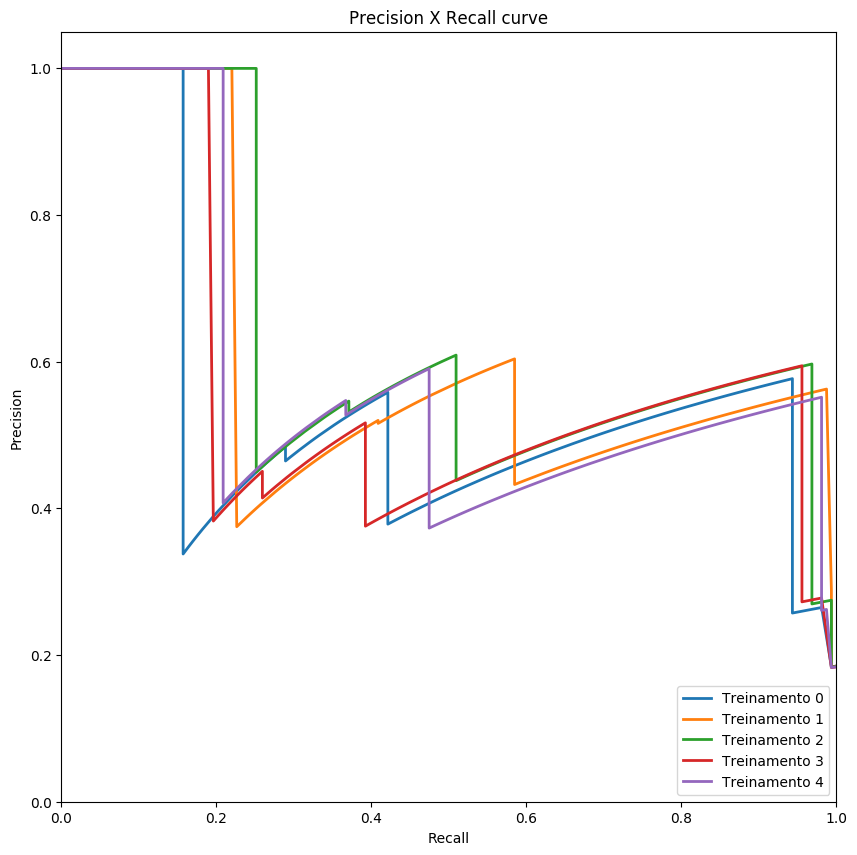 Precision X Recall curve
1.0
0.8
0.6
0.4
0.2
0.0
Precision
0.0 0.2 0.4 0.6 0.8 1.0
Recall
Treinamento 0
Treinamento 1
Treinamento 2
Treinamento 3
Treinamento 4